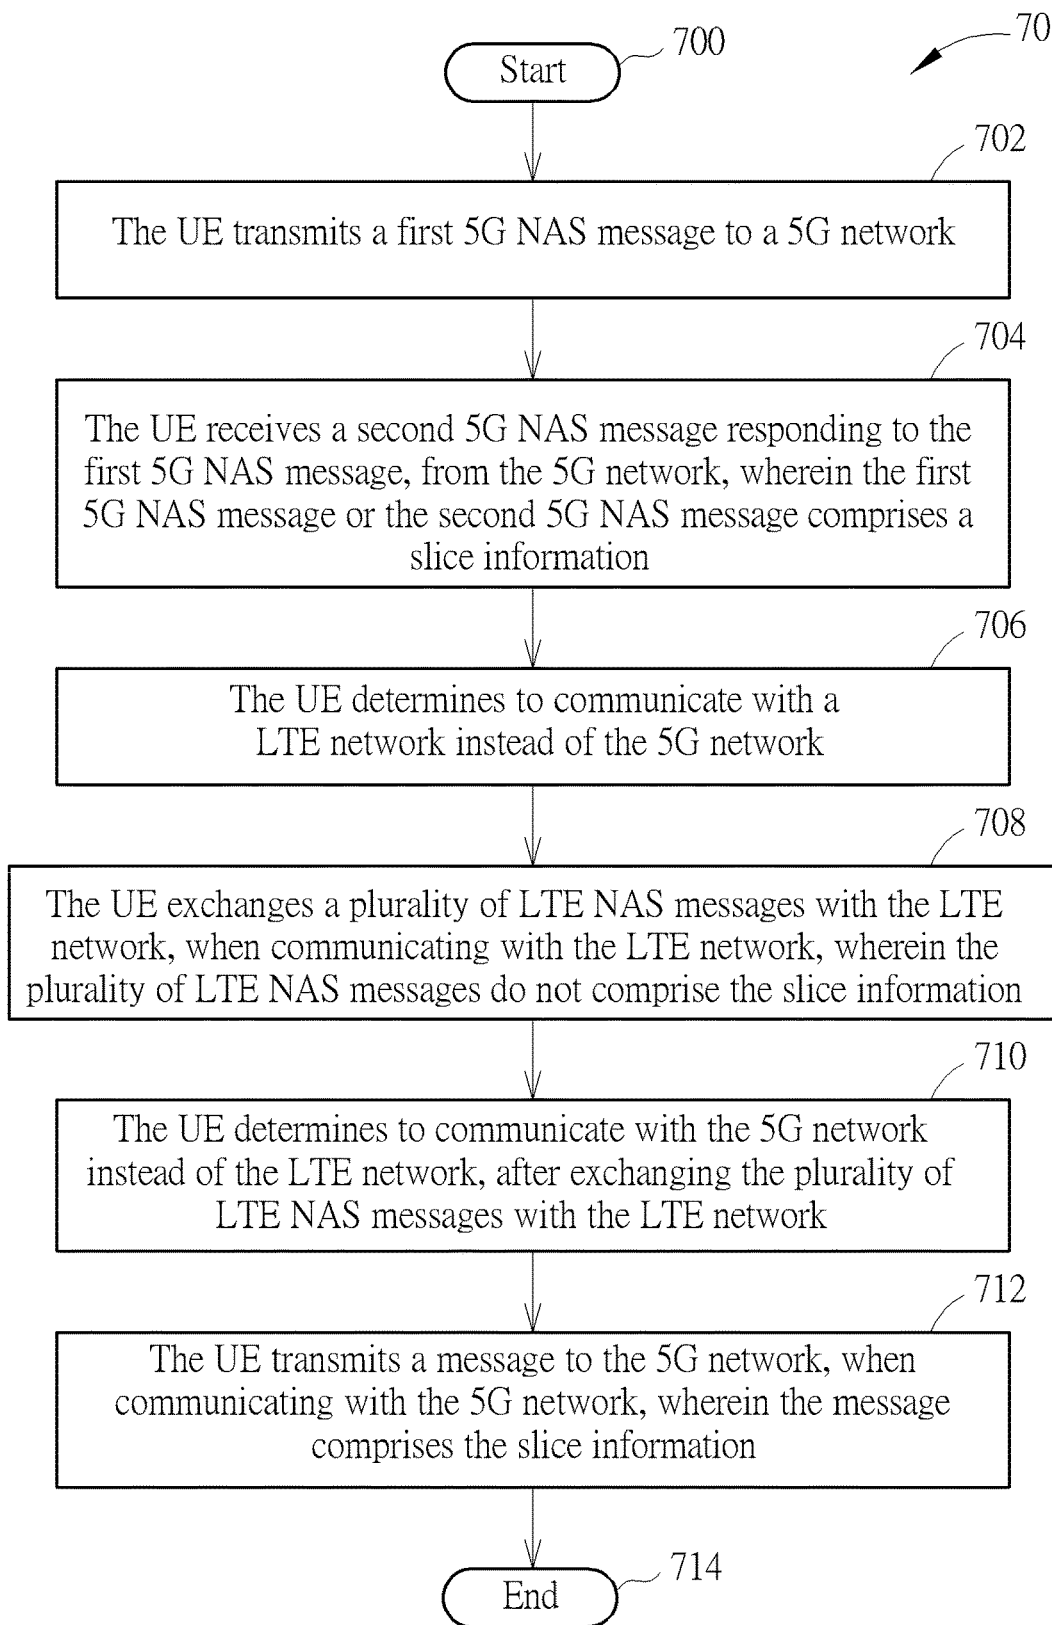 70
700
Start
702
The UE transmits a first 5G NAS message to a 5G network
704
The UE receives a second 5G NAS message responding to the
first 5G NAS message, from the 5G network, wherein the first
5G NAS message or the second 5G NAS message comprises a
slice information
706
The UE determines to communicate with a
LTE network instead of the 5G network
708
The UE exchanges a plurality of LTE NAS messages with the LTE
network, when communicating with the LTE network, wherein the
plurality of LTE NAS messages do not comprise the slice information
710
The UE determines to communicate with the 5G network
instead of the LTE network, after exchanging the plurality of
LTE NAS messages with the LTE network
712
The UE transmits a message to the 5G network, when
communicating with the 5G network, wherein the message
comprises the slice information
714
End